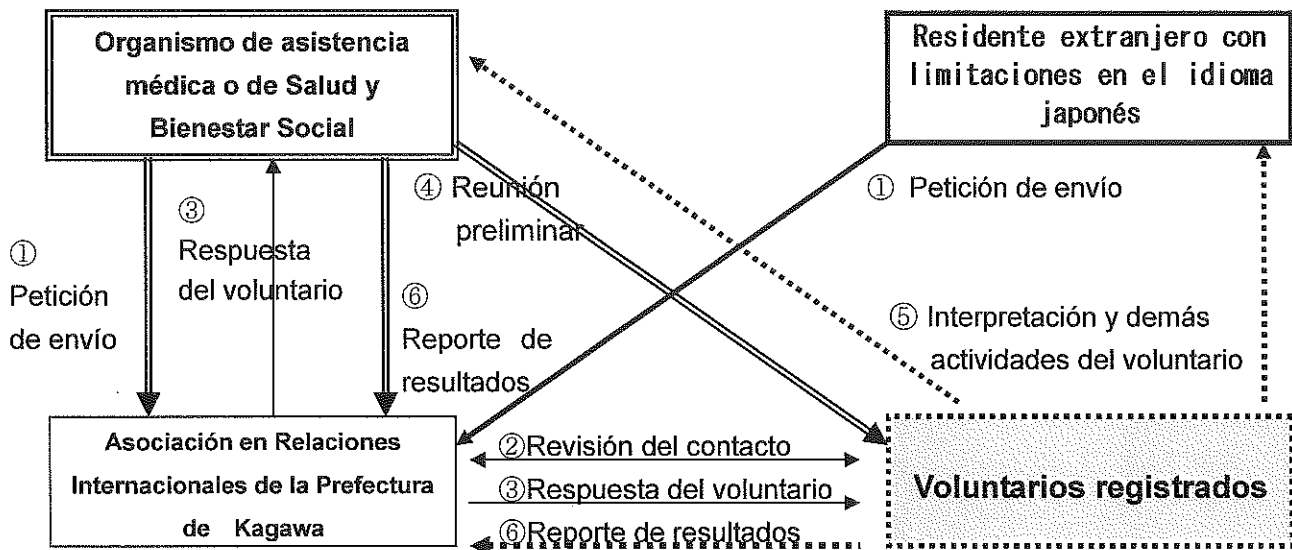 Organismo de asistencia
médica o de Salud y
Bienestar Social
Residente extranjero con
limitaciones en el idioma
japonés
①
Petición
de envío
③
Respuesta
del voluntario
⑥
Reporte de
resultados
④ Reunión
preliminar
① Petición de envío
⑤ Interpretación y demás
actividades del voluntario
Asociación en Relaciones
Internacionales de la Prefectura
de Kagawa
②Revisión del contacto
③Respuesta del voluntario
⑥Reporte de resultados
Voluntarios registrados